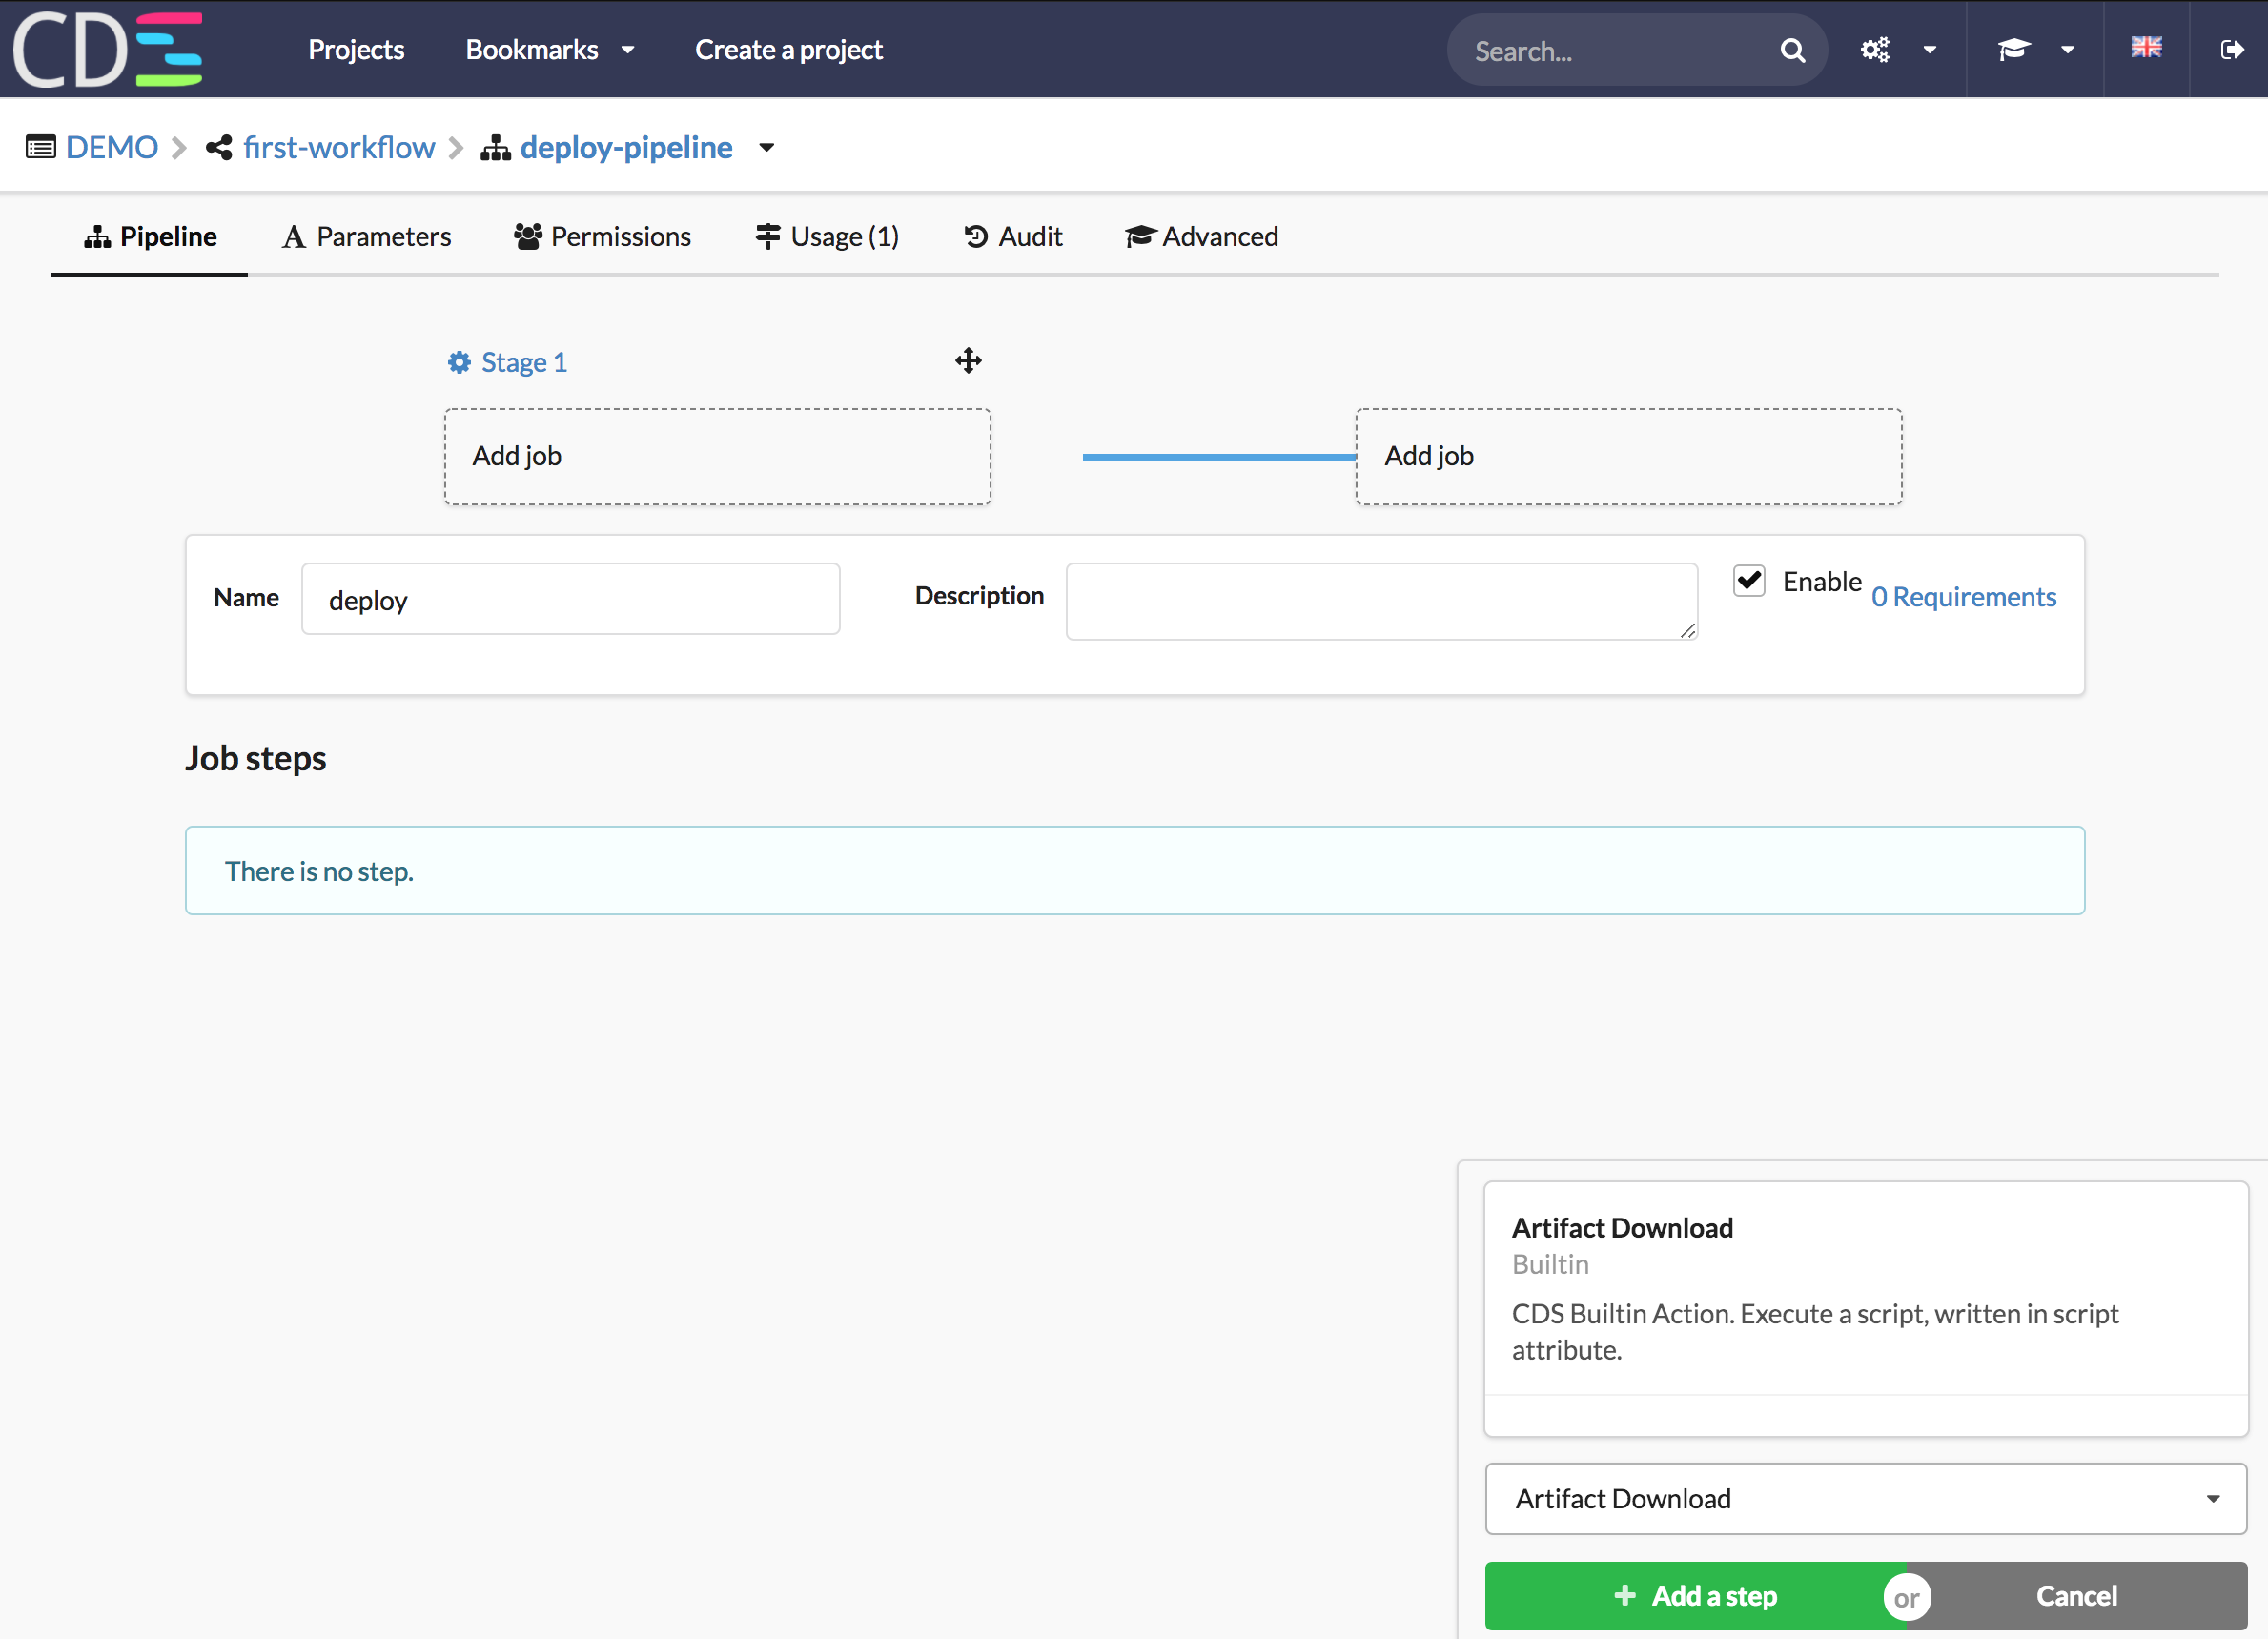 CDS
Projects
Bookmarks
Create a project
Search...
DEMO
first-workflow
deploy-pipeline
Pipeline
Parameters
Permissions
Usage (1)
Audit
Advanced
Stage 1
Add job
Add job
Name
deploy
Description
Enable
0 Requirements
Job steps
There is no step.
Artifact Download
Builtin
CDS Builtin Action. Execute a script, written in script
attribute.
Artifact Download
Add a step
or
Cancel